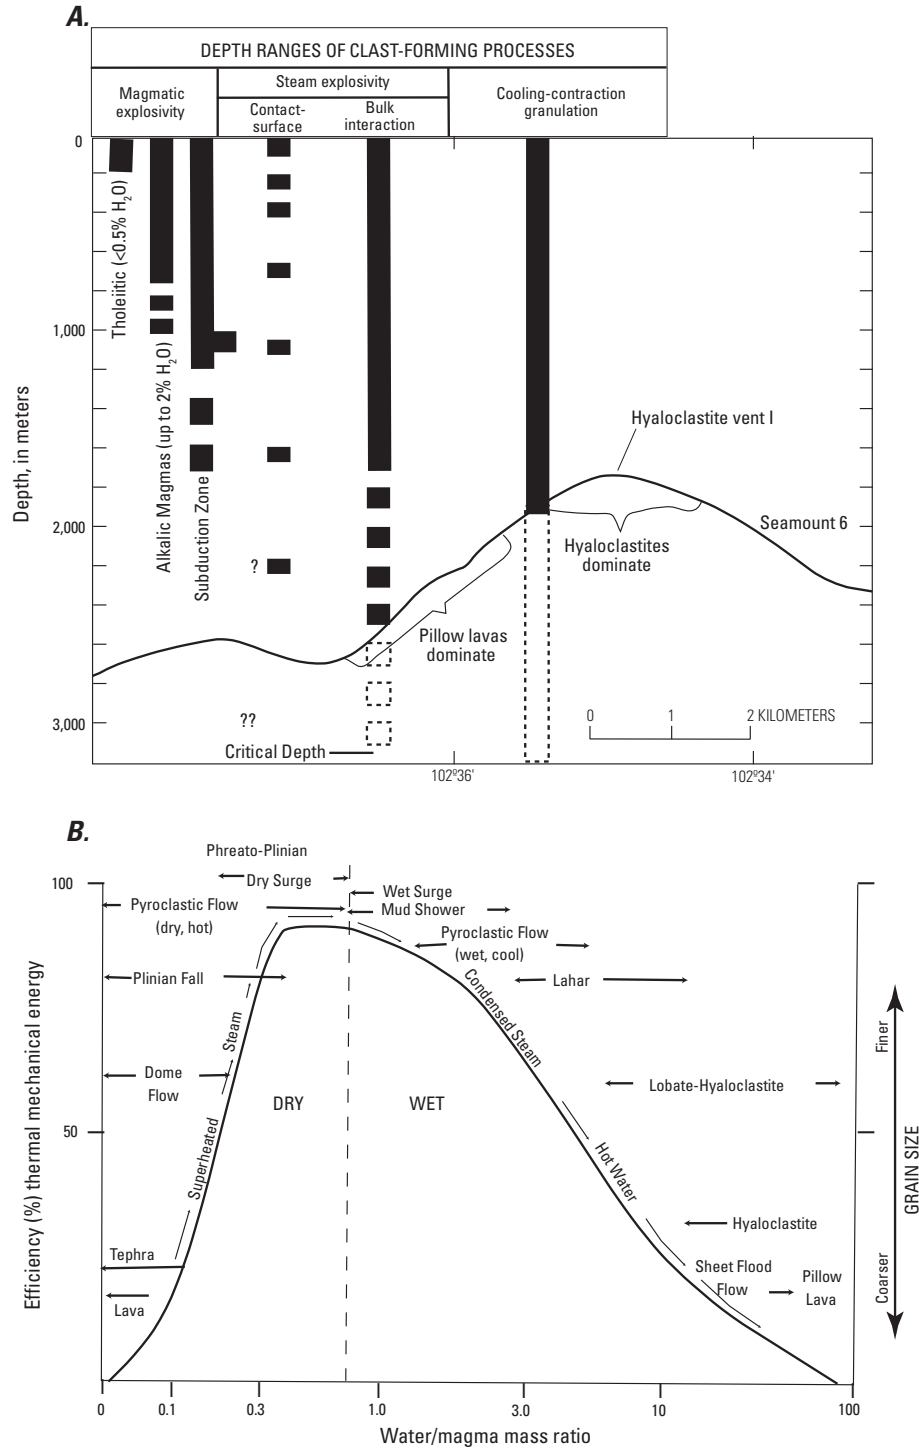 A.
DEPTH RANGES OF CLAST-FORMING PROCESSES
Magmatic
explosivity
Steam explosivity
Contact-
surface
Bulk
interaction
Cooling-contraction
granulation
0
1,000
2,000
3,000
Depth, in meters
Tholeiitic (<0.5% H2O)
Alkalic Magmas (up to 2% H2O)
Subduction Zone
?
??
Critical Depth
Hyaloclastite vent I
Seamount 6
Hyaloclastites
dominate
Pillow lavas
dominate
0 1 2 KILOMETERS
102º36'
102º34'
B.
Phreato-Plinian
Dry Surge
Wet Surge
Mud Shower
Pyroclastic Flow
(dry, hot)
Pyroclastic Flow
(wet, cool)
Plinian Fall
Lahar
Dome
Flow
Lobate-Hyaloclastite
Superheated Steam
Condensed Steam
DRY
WET
Hot Water
Hyaloclastite
Tephra
Lava
Sheet Flood
Flow
Pillow
Lava
100
50
Efficiency (%) thermal mechanical energy
Finer
GRAIN SIZE
Coarser
0 0.1 0.3 1.0 3.0 10 100
Water/magma mass ratio